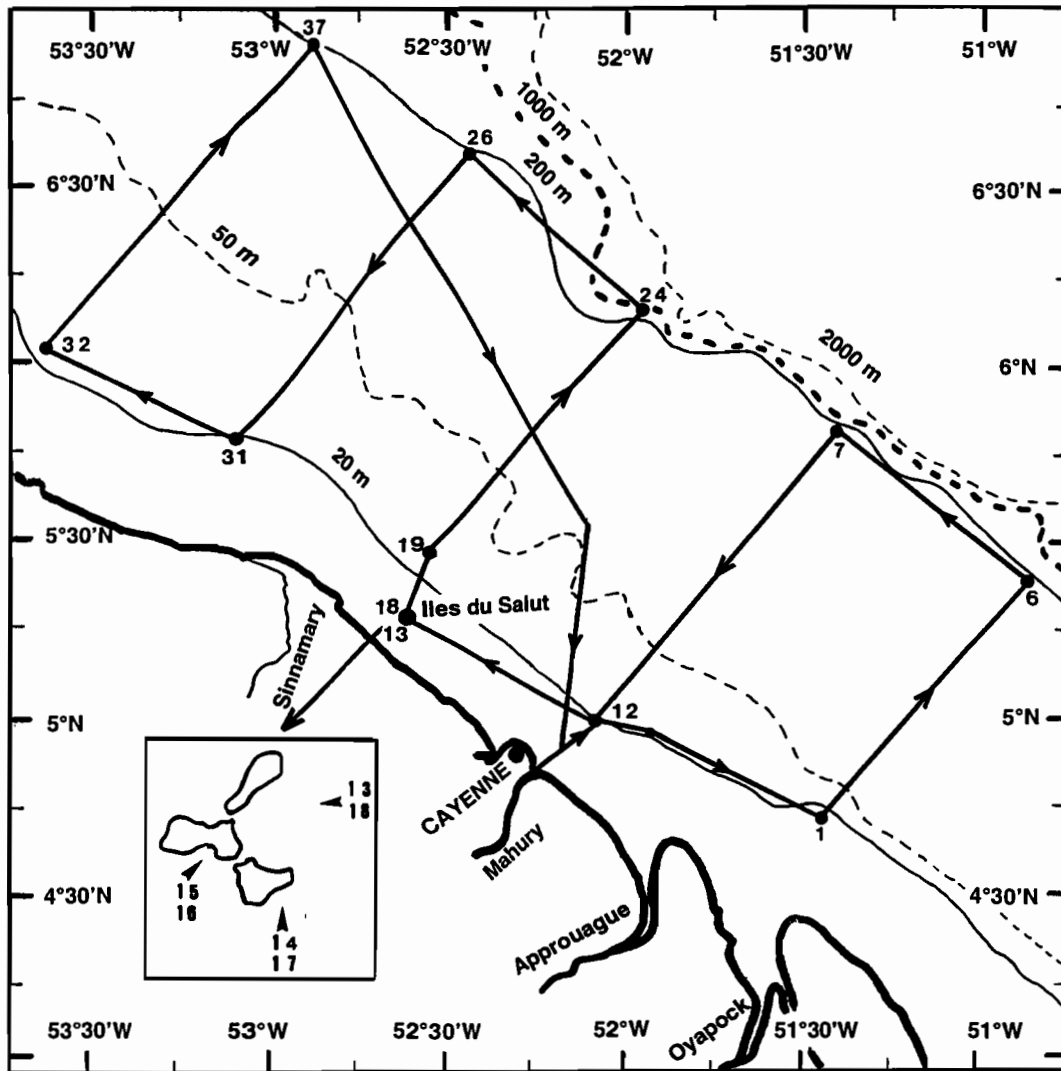 37
53°30'W
53°W
52°30'W
52°W
51°30'W
51°W
1000 m
200 m
26
6°30'N
6°30'N
50 m
24
32
2000 m
6°N
7
31
20 m
5°30'N
5°30'N
19
6
18
Iles du Salut
13
Sinnamary
5°N
12
5°N
CAYENNE
1
13
18
Mahury
15
16
4°30'N
4°30'N
14
17
Approuague
Oyapock
53°30'W
53°W
52°30'W
52°W
51°30'W
51°W